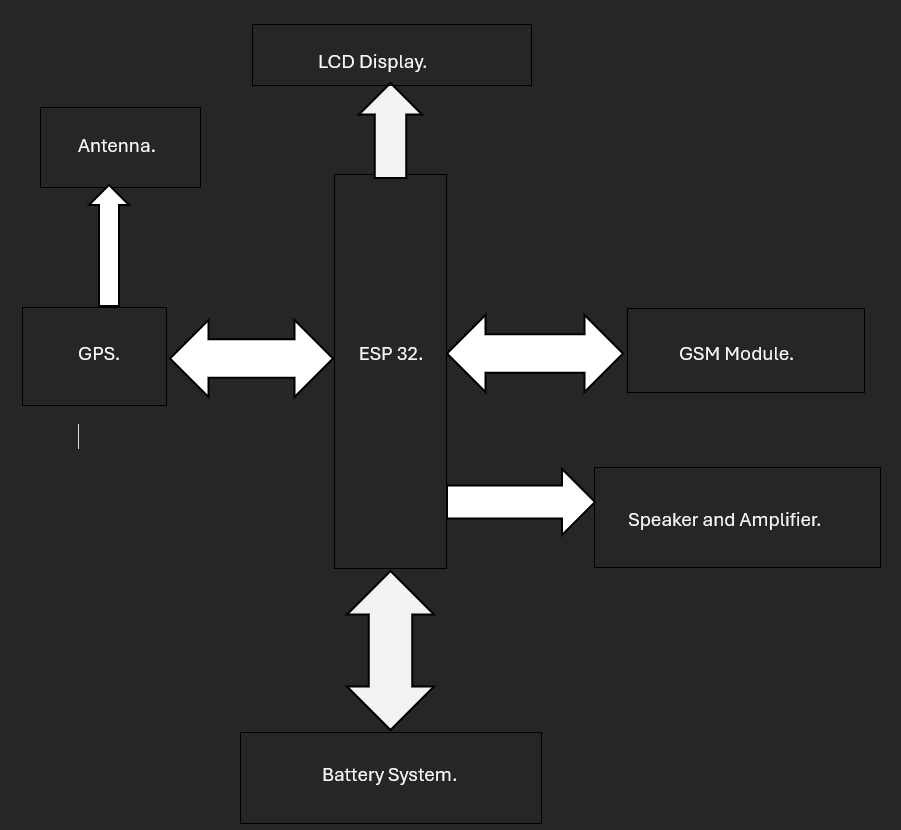 LCD Display.
Antenna.
GPS.
ESP 32.
GSM Module.
Speaker and Amplifier.
Battery System.